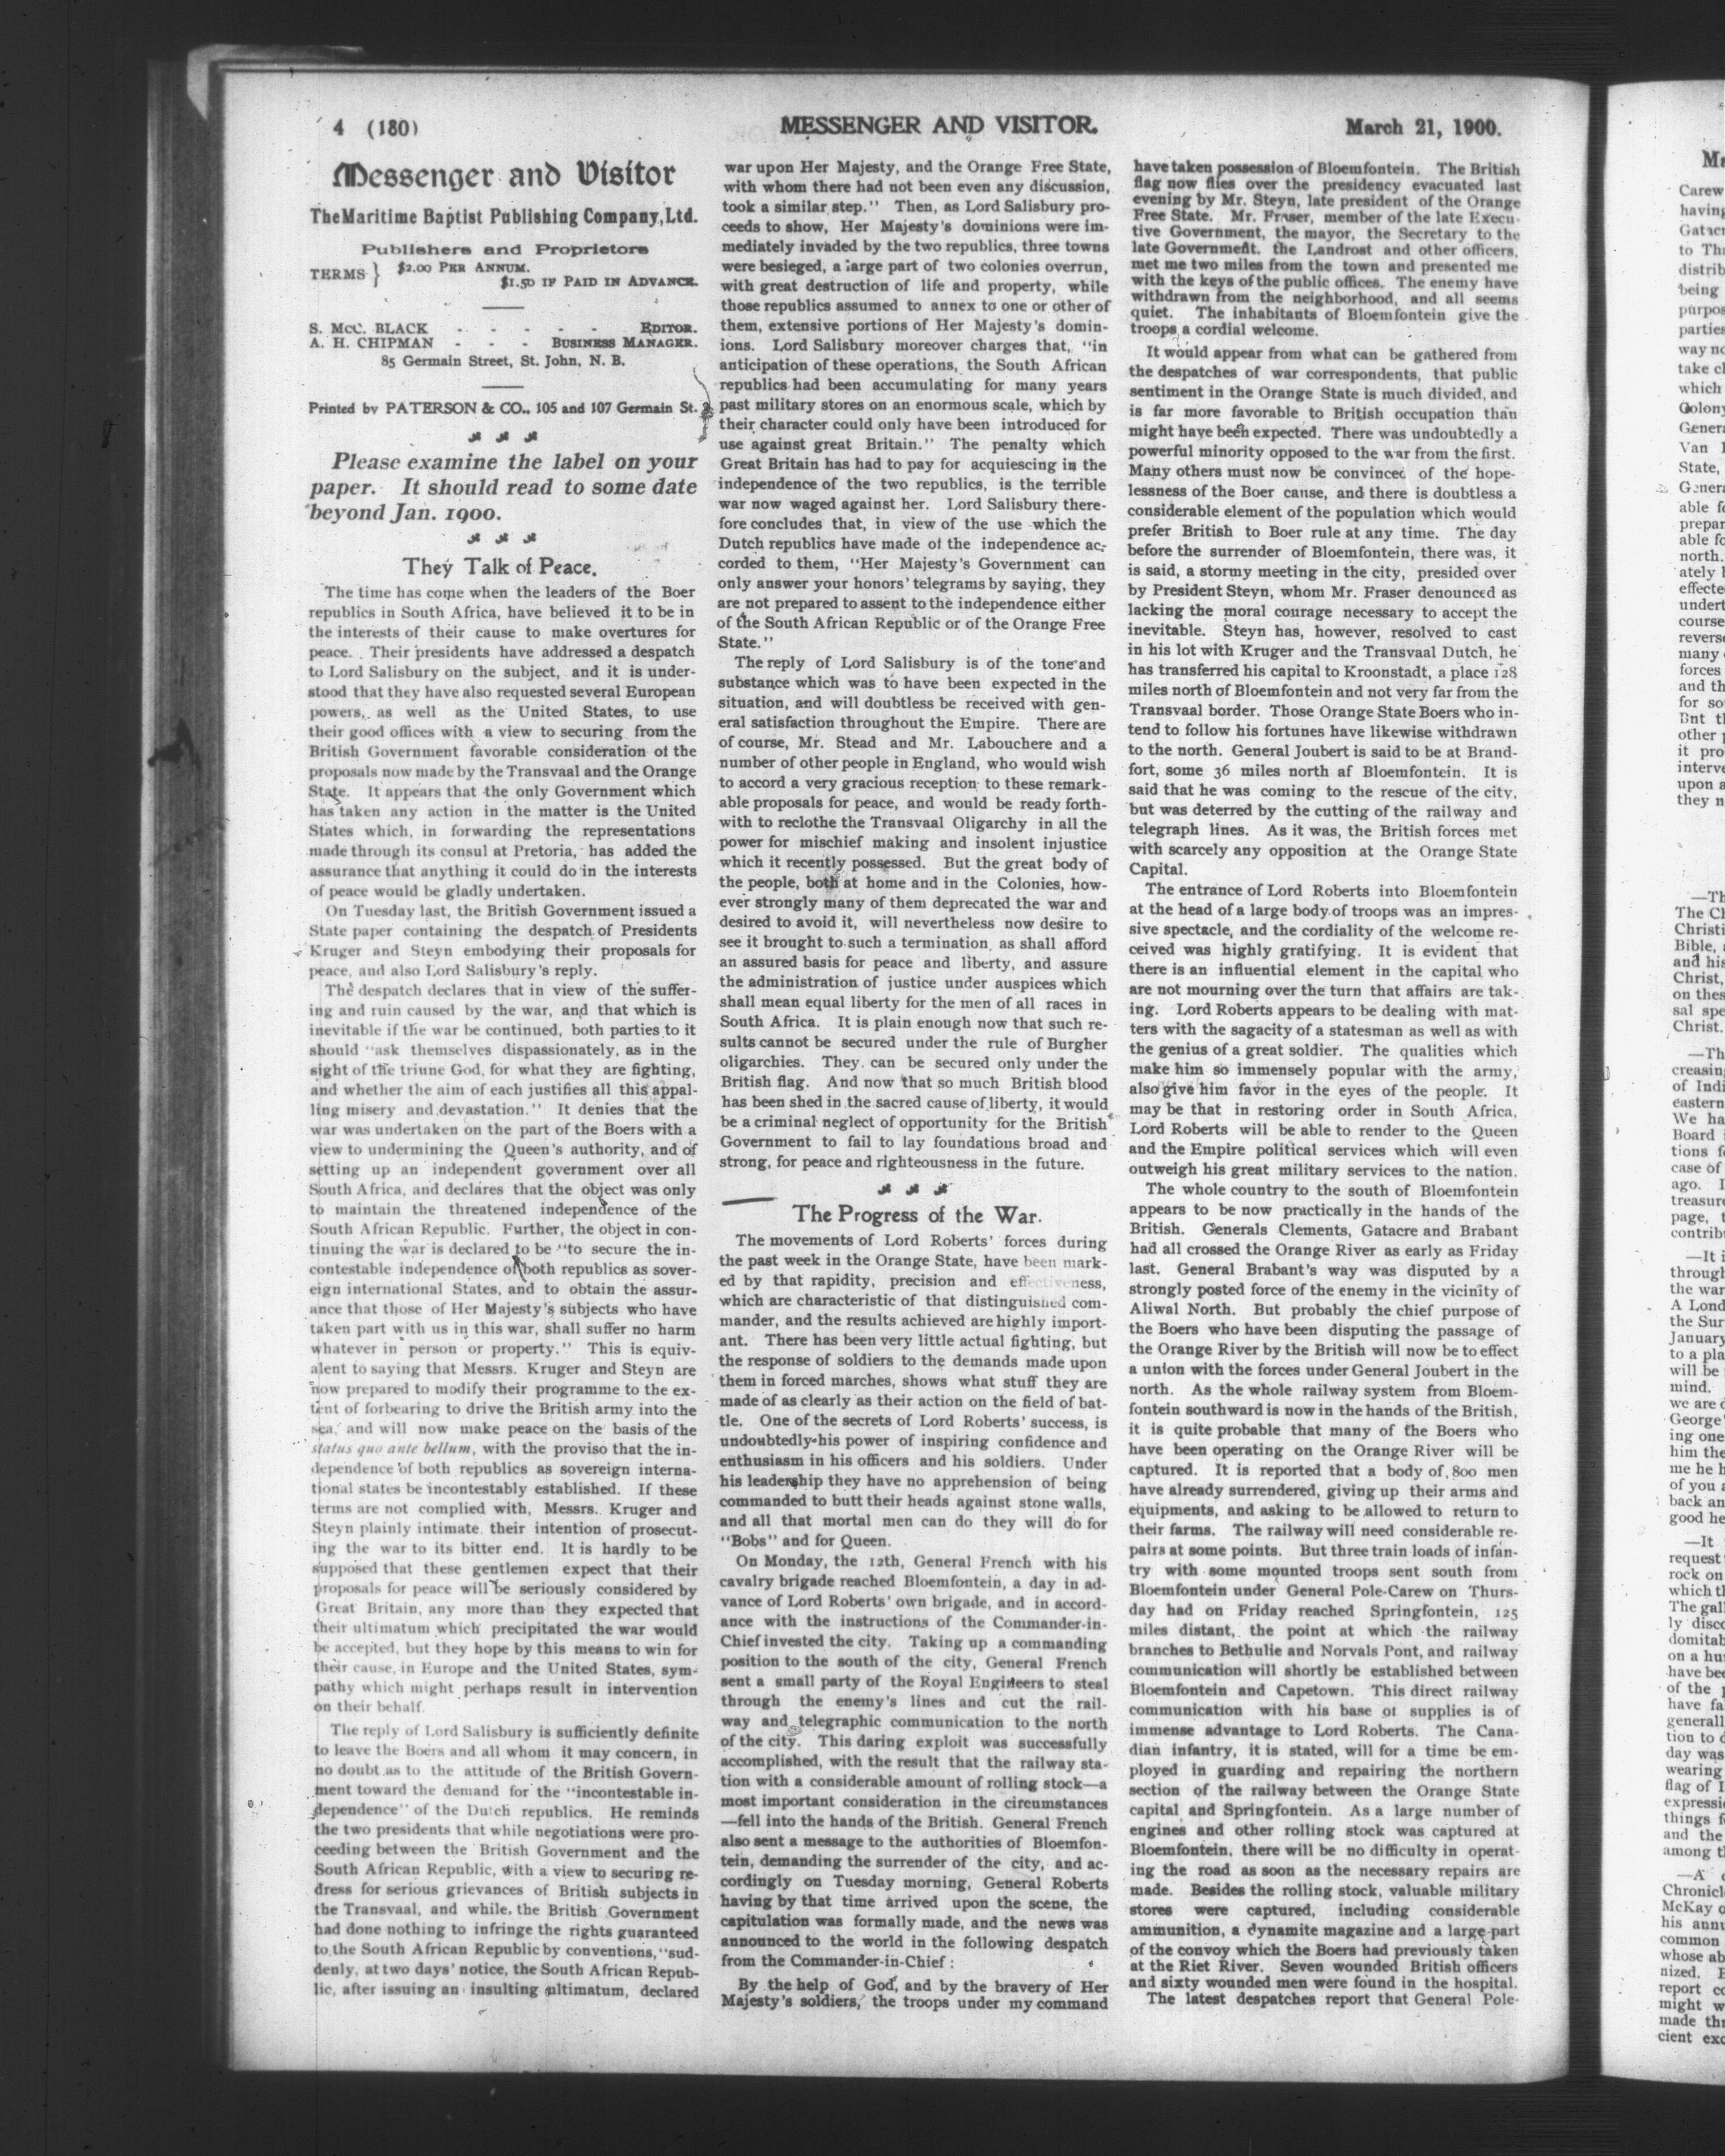 4 (180)
MESSENGER AND VISITOR.
March 21, 1900.
Messenger and Visitor
The Maritime Baptist Publishing Company, Ltd.
Publishers and Proprietors
TERMS } $2.00 PER ANNUM.
$1.50 IF PAID IN ADVANCE.
S. MCC. BLACK - - - - - EDITOR.
A. H. CHIPMAN - - - BUSINESS MANAGER.
85 Germain Street, St. John, N. B.
Printed by PATERSON & CO., 105 and 107 Germain St.
Please examine the label on your
paper. It should read to some date
beyond Jan. 1900.
They Talk of Peace.
The time has come when the leaders of the Boer
republics in South Africa, have believed it to be in
the interests of their cause to make overtures for
peace. Their presidents have addressed a despatch
to Lord Salisbury on the subject, and it is under-
stood that they have also requested several European
powers, as well as the United States, to use
their good offices with a view to securing from the
British Government favorable consideration of the
proposals now made by the Transvaal and the Orange
State. It appears that the only Government which
has taken any action in the matter is the United
States which, in forwarding the representations
made through its consul at Pretoria, has added the
assurance that anything it could do in the interests
of peace would be gladly undertaken.
On Tuesday last, the British Government issued a
State paper containing the despatch of Presidents
Kruger and Steyn embodying their proposals for
peace, and also Lord Salisbury's reply.
The despatch declares that in view of the suffer-
ing and ruin caused by the war, and that which is
inevitable if the war be continued, both parties to it
should "ask themselves dispassionately, as in the
sight of the triune God, for what they are fighting,
and whether the aim of each justifies all this appal-
ling misery and devastation." It denies that the
war was undertaken on the part of the Boers with a
view to undermining the Queen's authority, and of
setting up an independent government over all
South Africa, and declares that the object was only
to maintain the threatened independence of the
South African Republic. Further, the object in con-
tinuing the war is declared to be "to secure the in-
contestable independence of both republics as sover-
eign international States, and to obtain the assur-
ance that those of Her Majesty's subjects who have
taken part with us in this war, shall suffer no harm
whatever in person or property." This is equiv-
alent to saying that Messrs. Kruger and Steyn are
now prepared to modify their programme to the ex-
tent of forbearing to drive the British army into the
sea, and will now make peace on the basis of the
status quo ante bellum, with the proviso that the in-
dependence of both republics as sovereign interna-
tional states be incontestably established. If these
terms are not complied with, Messrs. Kruger and
Steyn plainly intimate their intention of prosecut-
ing the war to its bitter end. It is hardly to be
supposed that these gentlemen expect that their
proposals for peace will be seriously considered by
Great Britain, any more than they expected that
their ultimatum which precipitated the war would
be accepted, but they hope by this means to win for
their cause, in Europe and the United States, sym-
pathy which might perhaps result in intervention
on their behalf.
The reply of Lord Salisbury is sufficiently definite
to leave the Boers and all whom it may concern, in
no doubt as to the attitude of the British Govern-
ment toward the demand for the "incontestable in-
dependence" of the Dutch republics. He reminds
the two presidents that while negotiations were pro-
ceeding between the British Government and the
South African Republic, with a view to securing re-
dress for serious grievances of British subjects in
the Transvaal, and while, the British Government
had done nothing to infringe the rights guaranteed
to the South African Republic by conventions, "sud-
denly, at two days' notice, the South African Repub-
lic, after issuing an insulting ultimatum, declared
war upon Her Majesty, and the Orange Free State,
with whom there had not been even any discussion,
took a similar step." Then, as Lord Salisbury pro-
ceeds to show, Her Majesty's dominions were im-
mediately invaded by the two republics, three towns
were besieged, a large part of two colonies overrun,
with great destruction of life and property, while
those republics assumed to annex to one or other of
them, extensive portions of Her Majesty's domin-
ions. Lord Salisbury moreover charges that, "in
anticipation of these operations, the South African
republics had been accumulating for many years
past military stores on an enormous scale, which by
their character could only have been introduced for
use against great Britain." The penalty which
Great Britain has had to pay for acquiescing in the
independence of the two republics, is the terrible
war now waged against her. Lord Salisbury there-
fore concludes that, in view of the use which the
Dutch republics have made of the independence ac-
corded to them, "Her Majesty's Government can
only answer your honors' telegrams by saying, they
are not prepared to assent to the independence either
of the South African Republic or of the Orange Free
State."
The reply of Lord Salisbury is of the tone and
substance which was to have been expected in the
situation, and will doubtless be received with gen-
eral satisfaction throughout the Empire. There are
of course, Mr. Stead and Mr. Labouchere and a
number of other people in England, who would wish
to accord a very gracious reception to these remark-
able proposals for peace, and would be ready forth-
with to reclothe the Transvaal Oligarchy in all the
power for mischief making and insolent injustice
which it recently possessed. But the great body of
the people, both at home and in the Colonies, how-
ever strongly many of them deprecated the war and
desired to avoid it, will nevertheless now desire to
see it brought to such a termination as shall afford
an assured basis for peace and liberty, and assure
the administration of justice under auspices which
shall mean equal liberty for the men of all races in
South Africa. It is plain enough now that such re-
sults cannot be secured under the rule of Burgher
oligarchies. They can be secured only under the
British flag. And now that so much British blood
has been shed in the sacred cause of liberty, it would
be a criminal neglect of opportunity for the British
Government to fail to lay foundations broad and
strong, for peace and righteousness in the future.
The Progress of the War.
The movements of Lord Roberts' forces during
the past week in the Orange State, have been mark-
ed by that rapidity, precision and effectiveness,
which are characteristic of that distinguished com-
mander, and the results achieved are highly import-
ant. There has been very little actual fighting, but
the response of soldiers to the demands made upon
them in forced marches, shows what stuff they are
made of as clearly as their action on the field of bat-
tle. One of the secrets of Lord Roberts' success, is
undoubtedly his power of inspiring confidence and
enthusiasm in his officers and his soldiers. Under
his leadership they have no apprehension of being
commanded to butt their heads against stone walls,
and all that mortal men can do they will do for
"Bobs" and for Queen.
On Monday, the 12th, General French with his
cavalry brigade reached Bloemfontein, a day in ad-
vance of Lord Roberts' own brigade, and in accord-
ance with the instructions of the Commander-in-
Chief invested the city. Taking up a commanding
position to the south of the city, General French
sent a small party of the Royal Engineers to steal
through the enemy's lines and cut the rail-
way and telegraphic communication to the north
of the city. This daring exploit was successfully
accomplished, with the result that the railway sta-
tion with a considerable amount of rolling stock—a
most important consideration in the circumstances
—fell into the hands of the British. General French
also sent a message to the authorities of Bloemfon-
tein, demanding the surrender of the city, and ac-
cordingly on Tuesday morning, General Roberts
having by that time arrived upon the scene, the
capitulation was formally made, and the news was
announced to the world in the following despatch
from the Commander-in-Chief :
By the help of God, and by the bravery of Her
Majesty's soldiers, the troops under my command
have taken possession of Bloemfontein. The British
flag now flies over the presidency evacuated last
evening by Mr. Steyn, late president of the Orange
Free State. Mr. Fraser, member of the late Execu-
tive Government, the mayor, the Secretary to the
late Government. the Landrost and other officers,
met me two miles from the town and presented me
with the keys of the public offices. The enemy have
withdrawn from the neighborhood, and all seems
quiet. The inhabitants of Bloemfontein give the
troops a cordial welcome.
It would appear from what can be gathered from
the despatches of war correspondents, that public
sentiment in the Orange State is much divided, and
is far more favorable to British occupation than
might have been expected. There was undoubtedly a
powerful minority opposed to the war from the first.
Many others must now be convinced of the hope-
lessness of the Boer cause, and there is doubtless a
considerable element of the population which would
prefer British to Boer rule at any time. The day
before the surrender of Bloemfontein, there was, it
is said, a stormy meeting in the city, presided over
by President Steyn, whom Mr. Fraser denounced as
lacking the moral courage necessary to accept the
inevitable. Steyn has, however, resolved to cast
in his lot with Kruger and the Transvaal Dutch, he
has transferred his capital to Kroonstadt, a place 128
miles north of Bloemfontein and not very far from the
Transvaal border. Those Orange State Boers who in-
tend to follow his fortunes have likewise withdrawn
to the north. General Joubert is said to be at Brand-
fort, some 36 miles north af Bloemfontein. It is
said that he was coming to the rescue of the city,
but was deterred by the cutting of the railway and
telegraph lines. As it was, the British forces met
with scarcely any opposition at the Orange State
Capital.
The entrance of Lord Roberts into Bloemfontein
at the head of a large body of troops was an impres-
sive spectacle, and the cordiality of the welcome re-
ceived was highly gratifying. It is evident that
there is an influential element in the capital who
are not mourning over the turn that affairs are tak-
ing. Lord Roberts appears to be dealing with mat-
ters with the sagacity of a statesman as well as with
the genius of a great soldier. The qualities which
make him so immensely popular with the army,
also give him favor in the eyes of the people. It
may be that in restoring order in South Africa,
Lord Roberts will be able to render to the Queen
and the Empire political services which will even
outweigh his great military services to the nation.
The whole country to the south of Bloemfontein
appears to be now practically in the hands of the
British. Generals Clements, Gatacre and Brabant
had all crossed the Orange River as early as Friday
last. General Brabant's way was disputed by a
strongly posted force of the enemy in the vicinity of
Aliwal North. But probably the chief purpose of
the Boers who have been disputing the passage of
the Orange River by the British will now be to effect
a union with the forces under General Joubert in the
north. As the whole railway system from Bloem-
fontein southward is now in the hands of the British,
it is quite probable that many of the Boers who
have been operating on the Orange River will be
captured. It is reported that a body of 800 men
have already surrendered, giving up their arms and
equipments, and asking to be allowed to return to
their farms. The railway will need considerable re-
pairs at some points. But three train loads of infan-
try with some mounted troops sent south from
Bloemfontein under General Pole-Carew on Thurs-
day had on Friday reached Springfontein, 125
miles distant, the point at which the railway
branches to Bethulie and Norvals Pont, and railway
communication will shortly be established between
Bloemfontein and Capetown. This direct railway
communication with his base of supplies is of
immense advantage to Lord Roberts. The Cana-
dian infantry, it is stated, will for a time be em-
ployed in guarding and repairing the northern
section of the railway between the Orange State
capital and Springfontein. As a large number of
engines and other rolling stock was captured at
Bloemfontein, there will be no difficulty in operat-
ing the road as soon as the necessary repairs are
made. Besides the rolling stock, valuable military
stores were captured, including considerable
ammunition, a dynamite magazine and a large part
of the convoy which the Boers had previously taken
at the Riet River. Seven wounded British officers
and sixty wounded men were found in the hospital.
The latest despatches report that General Pole-